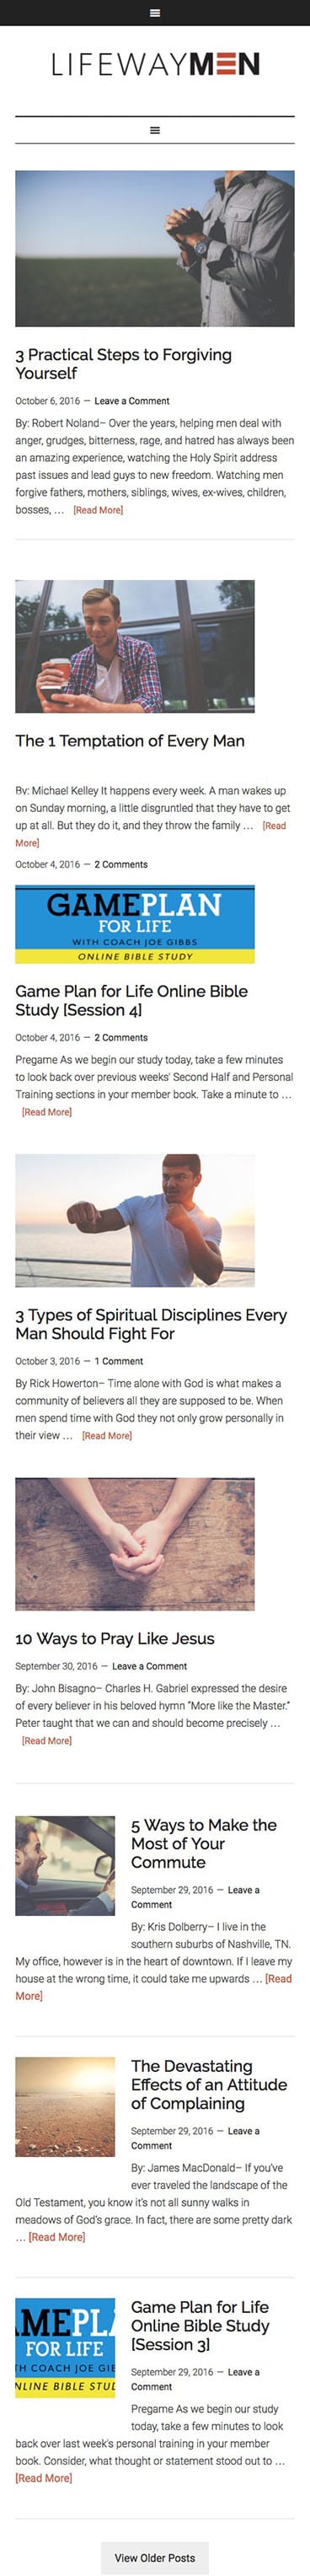 LIFEWAYMEN
3 Practical Steps to Forgiving
Yourself
October 6, 2016 — Leave a Comment
By: Robert Noland– Over the years, helping men deal with
anger, grudges, bitterness, rage, and hatred has always been
an amazing experience, watching the Holy Spirit address
past issues and lead guys to new freedom. Watching men
forgive fathers, mothers, siblings, wives, ex-wives, children,
bosses, … [Read More]
The 1 Temptation of Every Man
By: Michael Kelley It happens every week. A man wakes up
on Sunday morning, a little disgruntled that they have to get
up at all. But they do it, and they throw the family … [Read
More]
October 4, 2016 — 2 Comments
GAMEPLAN
FOR LIFE
WITH COACH JOE GIBBS
ONLINE BIBLE STUDY
Game Plan for Life Online Bible
Study [Session 4]
October 4, 2016 — 2 Comments
Pregame As we begin our study today, take a few minutes
to look back over previous weeks' Second Half and Personal
Training sections in your member book. Take a minute to …
[Read More]
3 Types of Spiritual Disciplines Every
Man Should Fight For
October 3, 2016 — 1 Comment
By Rick Howerton– Time alone with God is what makes a
community of believers all they are supposed to be. When
men spend time with God they not only grow personally in
their view … [Read More]
10 Ways to Pray Like Jesus
September 30, 2016 — Leave a Comment
By: John Bisagno– Charles H. Gabriel expressed the desire
of every believer in his beloved hymn "More like the Master."
Peter taught that we can and should become precisely …
[Read More]
5 Ways to Make the
Most of Your
Commute
September 29, 2016 — Leave a
Comment
By: Kris Dolberry– I live in the
southern suburbs of Nashville, TN.
My office, however is in the heart of downtown. If I leave my
house at the wrong time, it could take me upwards … [Read
More]
The Devastating
Effects of an Attitude
of Complaining
September 29, 2016 — Leave a
Comment
By: James MacDonald– If you've
ever traveled the landscape of the
Old Testament, you know it's not all sunny walks in
meadows of God's grace. In fact, there are some pretty dark
… [Read More]
AMEPLA
FOR LIFE
TH COACH JOE GIE
NLINE BIBLE STUD
Game Plan for Life
Online Bible Study
[Session 3]
September 29, 2016 — Leave a
Comment
Pregame As we begin our study
today, take a few minutes to look
back over last week's personal training in your member
book. Consider, what thought or statement stood out to …
[Read More]
View Older Posts